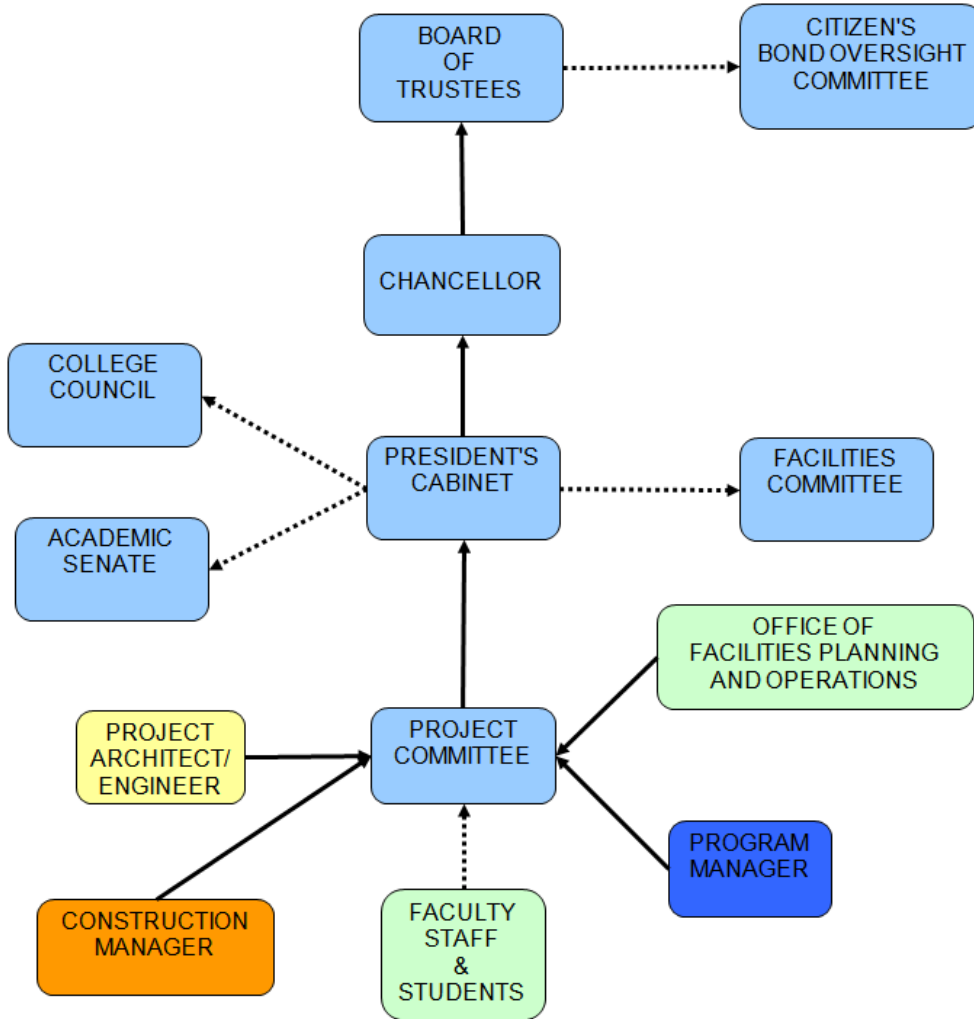 BOARD
OF
TRUSTEES
CITIZEN'S
BOND OVERSIGHT
COMMITTEE
CHANCELLOR
COLLEGE
COUNCIL
PRESIDENT'S
CABINET
FACILITIES
COMMITTEE
ACADEMIC
SENATE
OFFICE OF
FACILITIES PLANNING
AND OPERATIONS
PROJECT
ARCHITECT/
ENGINEER
PROJECT
COMMITTEE
PROGRAM
MANAGER
CONSTRUCTION
MANAGER
FACULTY
STAFF
&
STUDENTS